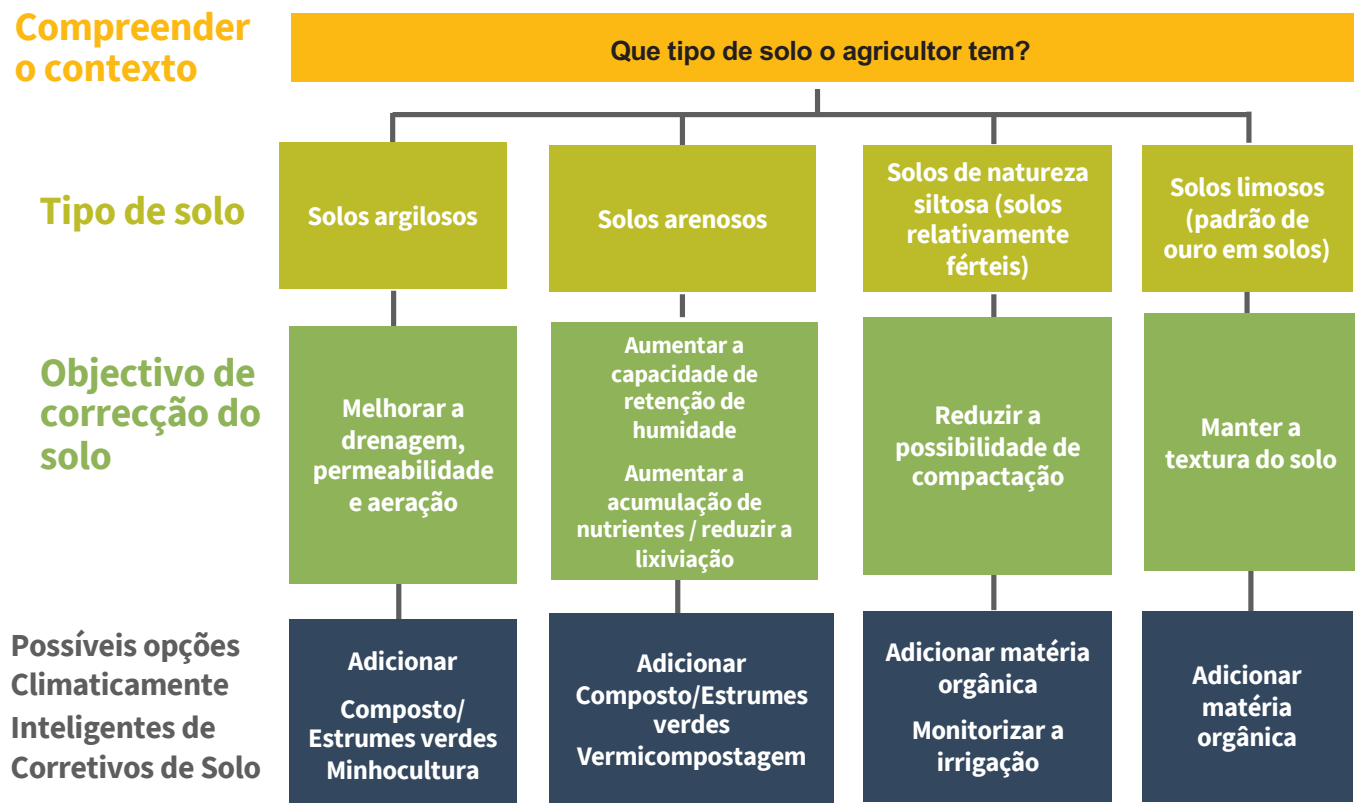 Compreender
o contexto
Que tipo de solo o agricultor tem?
Tipo de solo
Solos argilosos
Solos arenosos
Solos de natureza
siltosa (solos
relativamente
férteis)
Solos limosos
(padrão de
ouro em solos)
Objectivo de
correcção do
solo
Melhorar a
drenagem,
permeabilidade
e aeração
Aumentar a
capacidade de
retenção de
humidade
Aumentar a
acumulação de
nutrientes / reduzir a
lixiviação
Reduzir a
possibilidade de
compactação
Manter a
textura do solo
Possíveis opções
Climaticamente
Inteligentes de
Corretivos de Solo
Adicionar
Composto/
Estrumes verdes
Minhocultura
Adicionar
Composto/Estrumes
verdes
Vermicompostagem
Adicionar matéria
orgânica
Monitorizar a
irrigação
Adicionar
matéria
orgânica